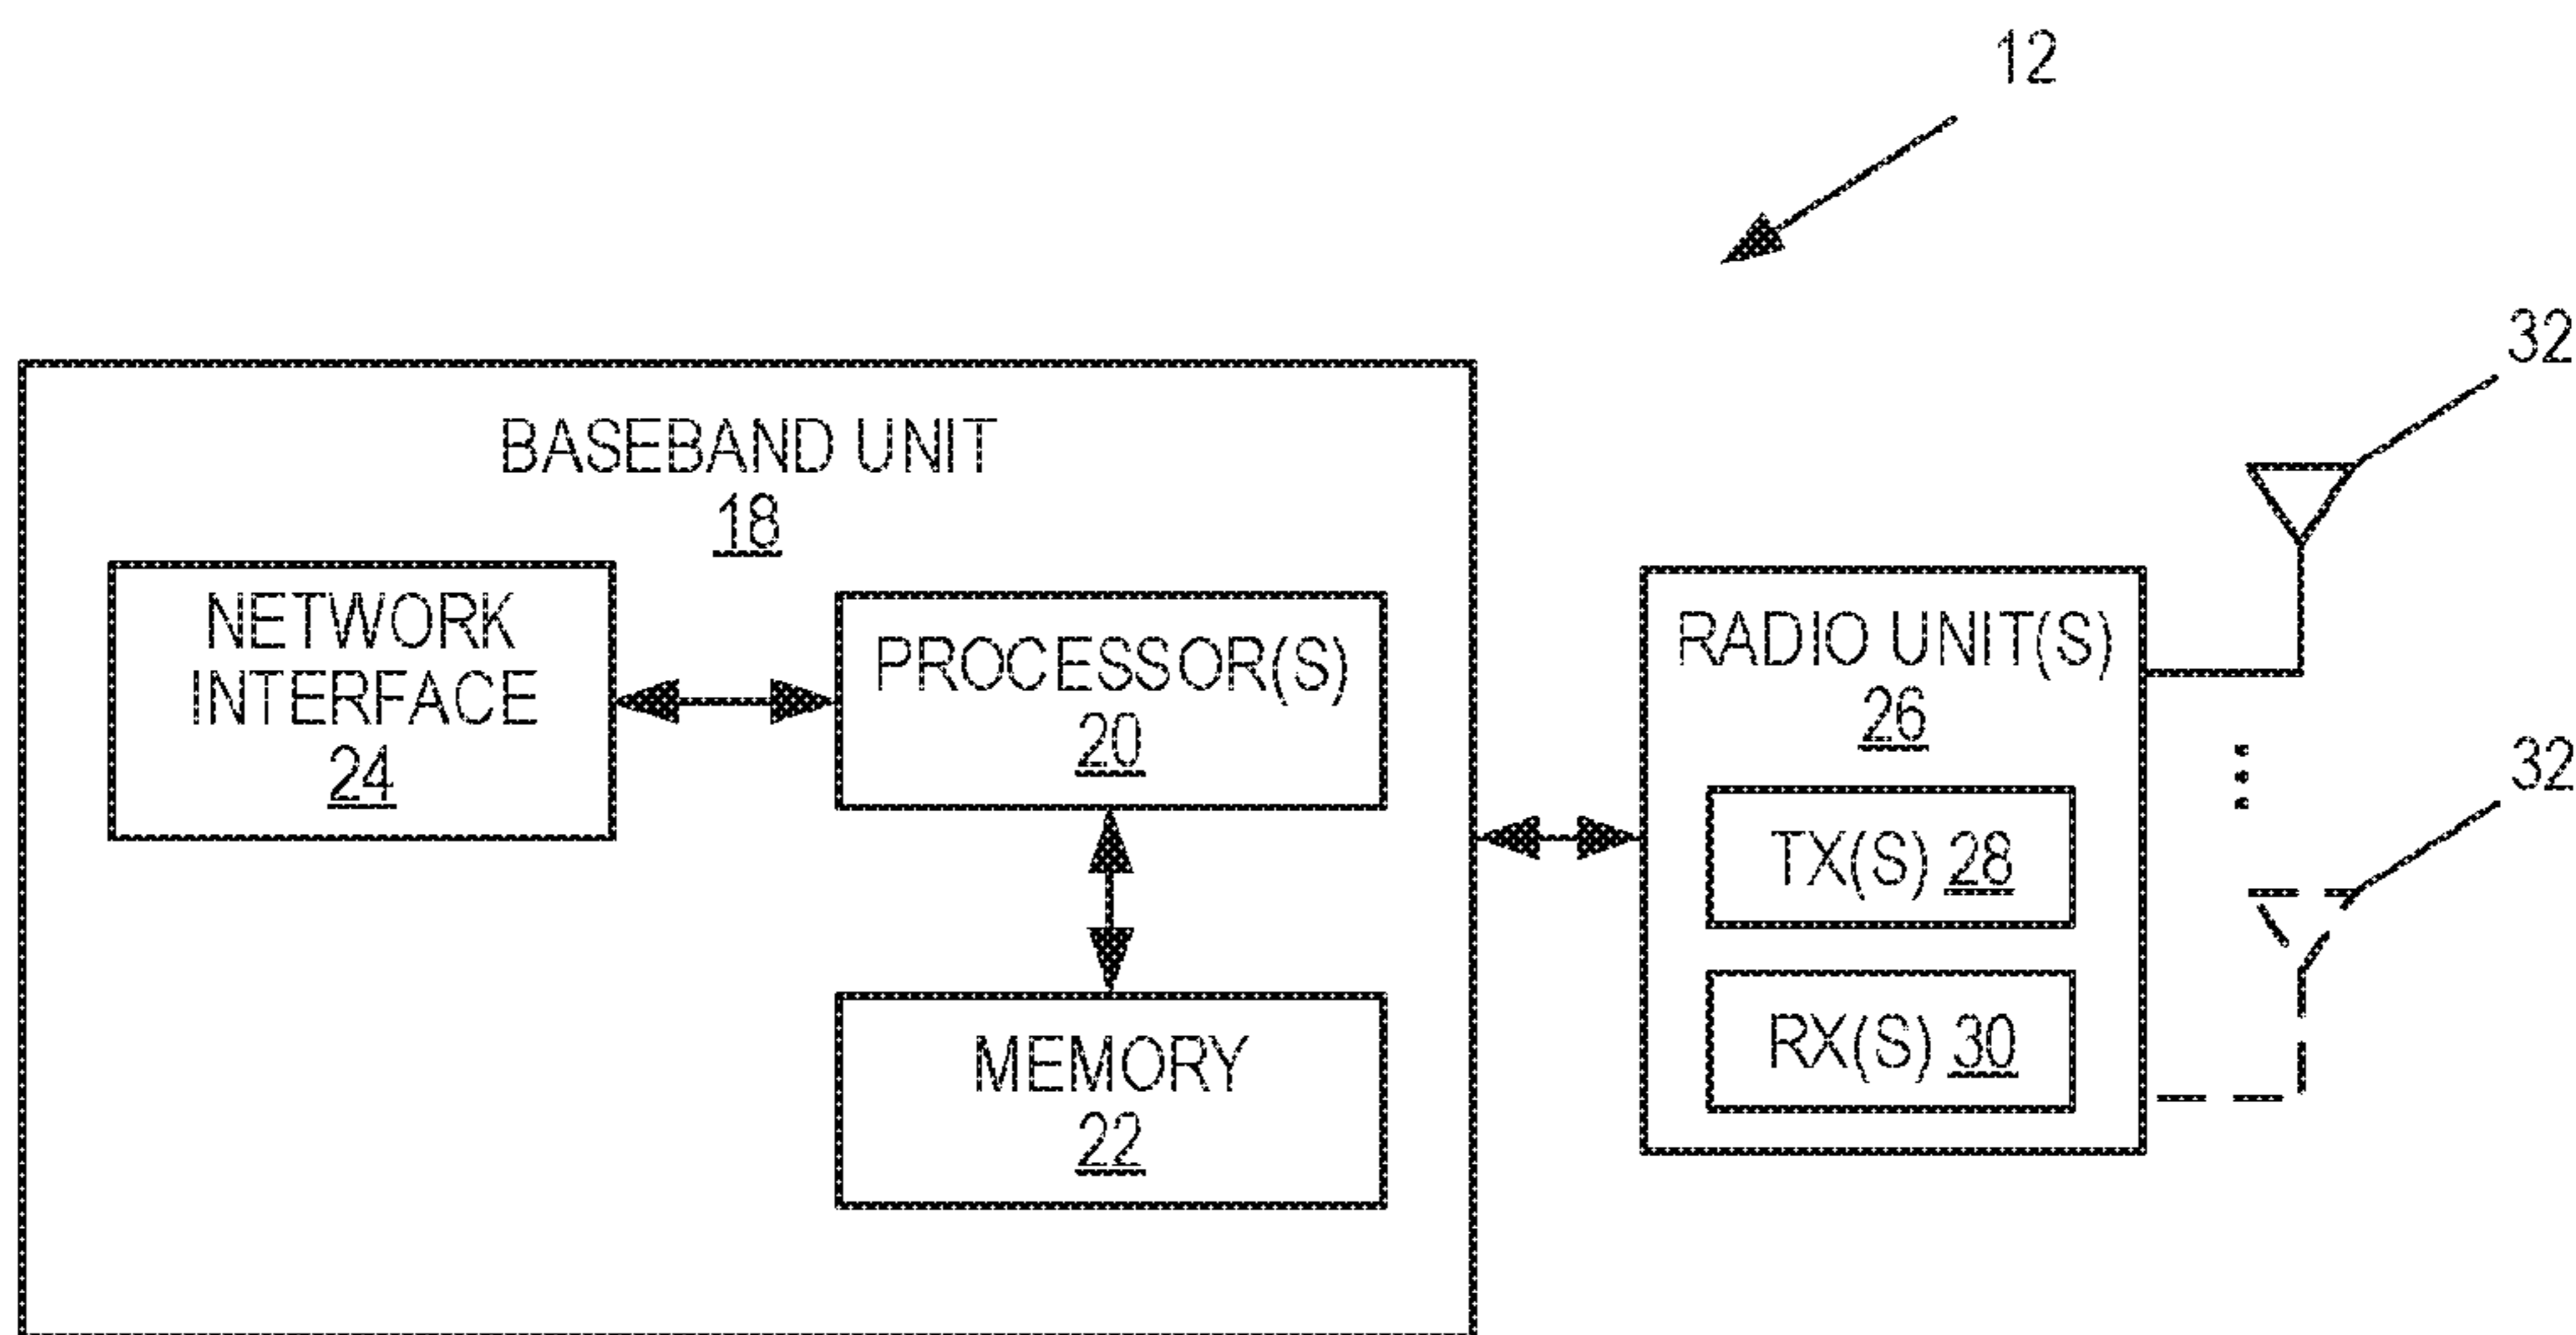 12
32
BASEBAND UNIT
18
NETWORK
INTERFACE
24
PROCESSOR(S)
20
MEMORY
22
RADIO UNIT(S)
26
TX(S) 28
RX(S) 30
32